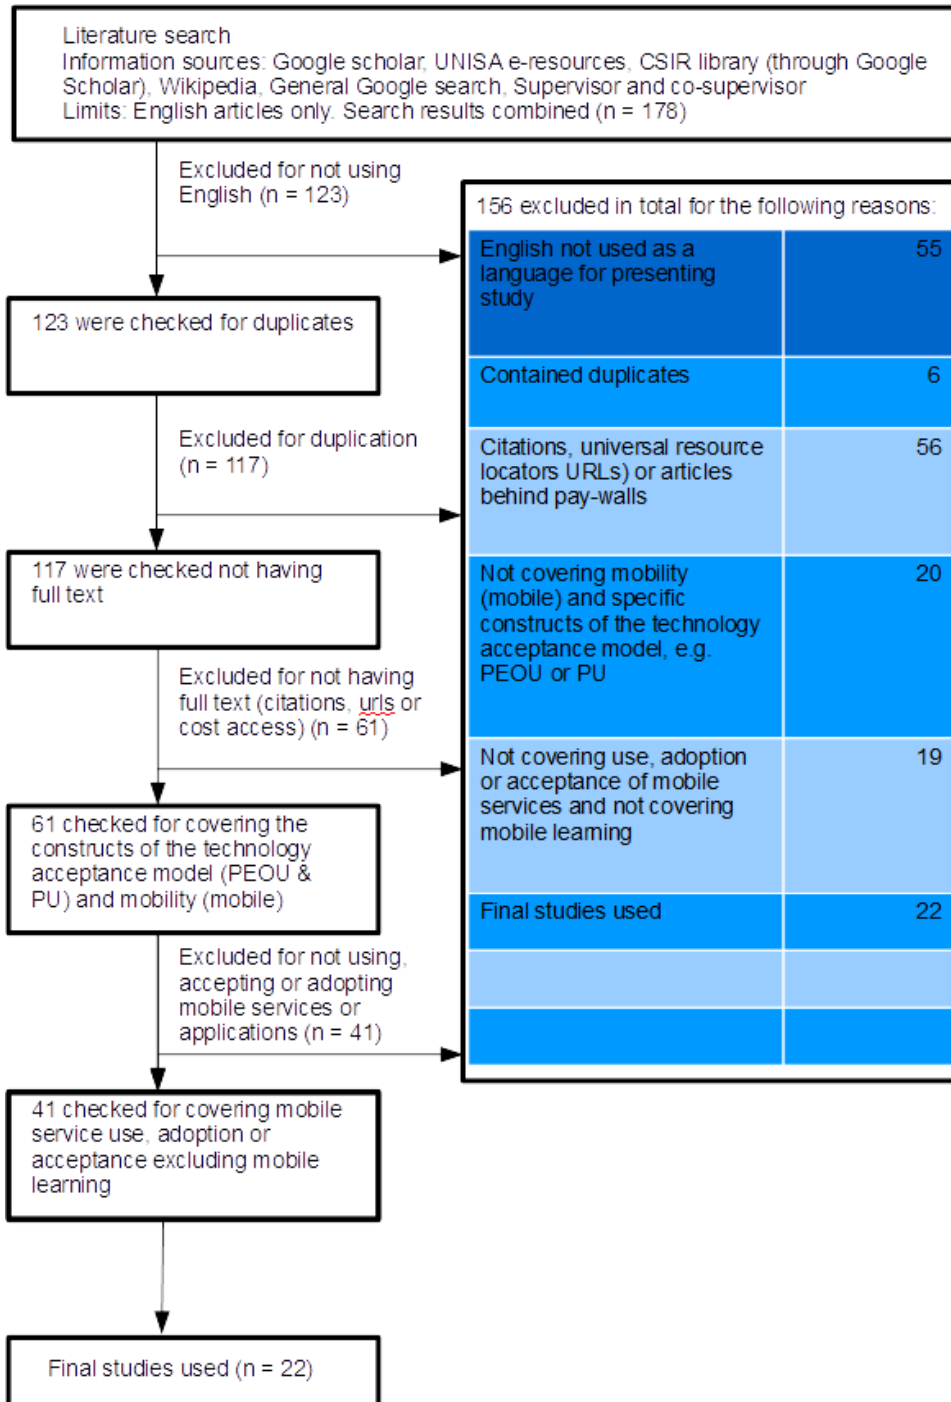 Literature search
Information sources: Google scholar, UNISA e-resources, CSIR library (through Google
Scholar), Wikipedia, General Google search, Supervisor and co-supervisor
Limits: English articles only. Search results combined (n = 178)
Excluded for not using
English (n = 123)
156 excluded in total for the following reasons:
English not used as a 55
language for presenting
study
123 were checked for duplicates
Contained duplicates 6
Excluded for duplication
(n = 117)
Citations, universal resource 56
locators URLs) or articles
behind pay-walls
117 were checked not having
full text
Not covering mobility 20
(mobile) and specific
constructs of the technology
acceptance model, e.g.
PEOU or PU
Excluded for not having
full text (citations, urls or
cost access) (n = 61)
Not covering use, adoption 19
or acceptance of mobile
services and not covering
mobile learning
61 checked for covering the
constructs of the technology
acceptance model (PEOU &
PU) and mobility (mobile)
Final studies used 22
Excluded for not using,
accepting or adopting
mobile services or
applications (n = 41)
41 checked for covering mobile
service use, adoption or
acceptance excluding mobile
learning
Final studies used (n = 22)